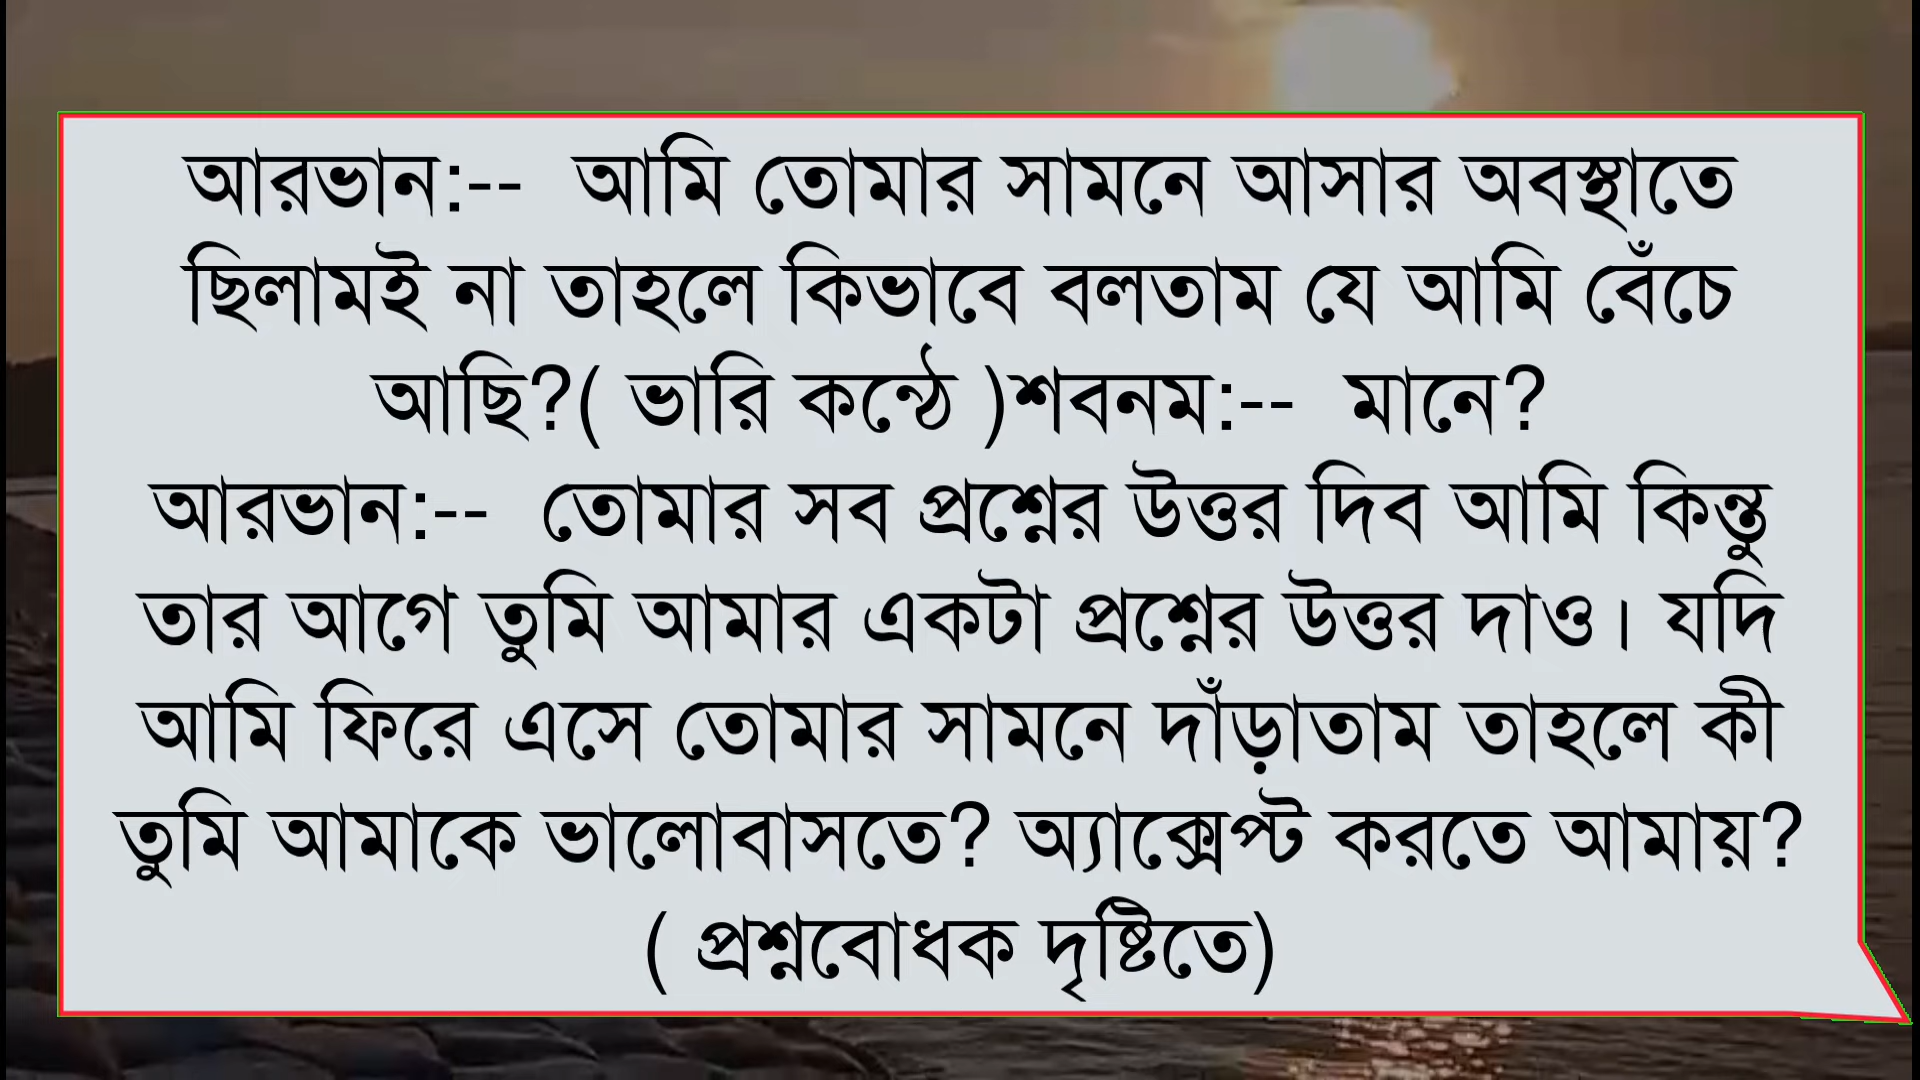 আরভান:-- আমি তোমার সামনে আসার অবস্থাতে
ছিলামই না তাহলে কিভাবে বলতাম যে আমি বেঁচে
আছি?( ভারি কন্ঠে )শবনম:-- মানে?
আরভান:-- তোমার সব প্রশ্নের উত্তর দিব আমি কিন্তু
তার আগে তুমি আমার একটা প্রশ্নের উত্তর দাও। যদি
আমি ফিরে এসে তোমার সামনে দাঁড়াতাম তাহলে কী
তুমি আমাকে ভালোবাসতে? অ্যাক্সেপ্ট করতে আমায়?
( প্রশ্নবোধক দৃষ্টিতে)